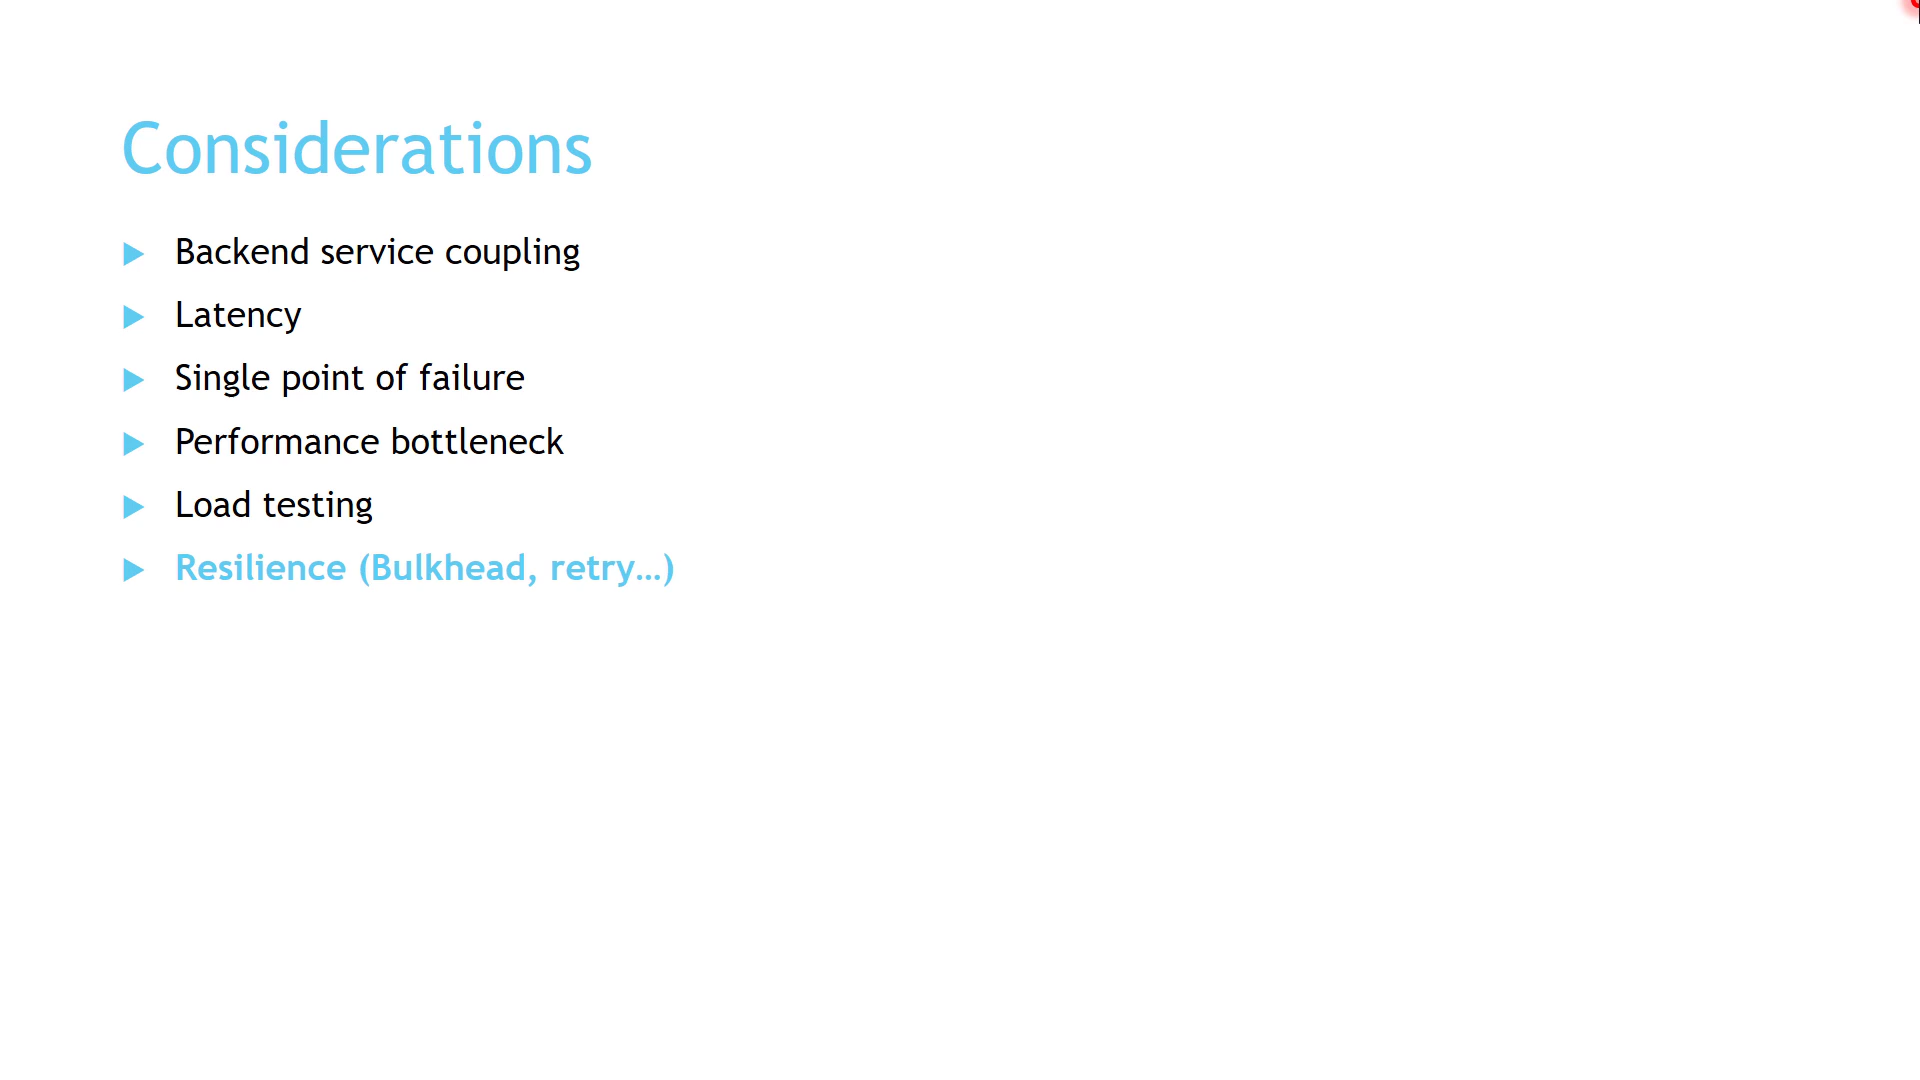 Considerations
Backend service coupling
Latency
Single point of failure
Performance bottleneck
Load testing
Resilience (Bulkhead, retry…)